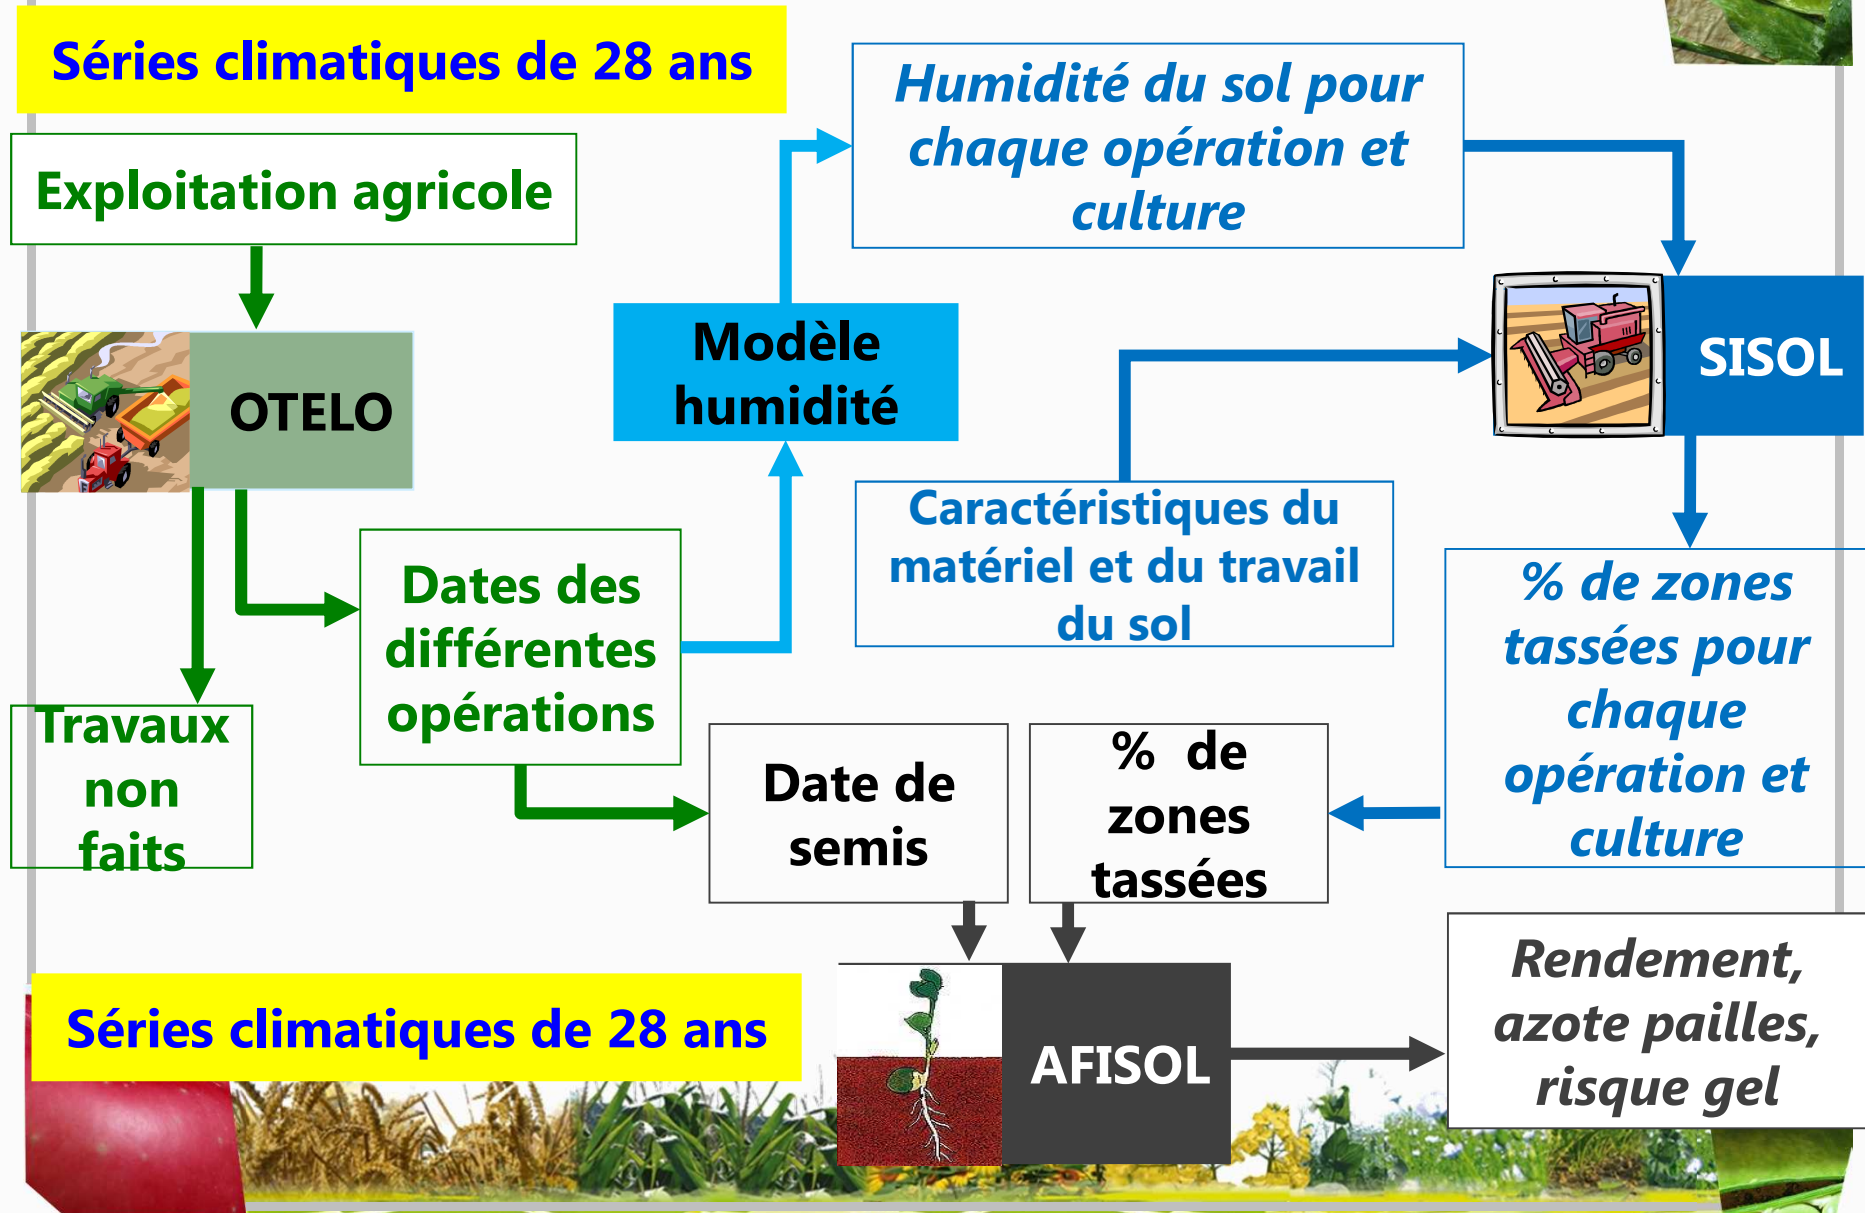 Séries climatiques de 28 ans
Exploitation agricole
OTELO
Travaux
non
faits
Dates des
différentes
opérations
Modèle
humidité
Humidité du sol pour
chaque opération et
culture
Caractéristiques du
matériel et du travail
du sol
SISOL
% de zones
tassées pour
chaque
opération et
culture
Date de
semis
% de
zones
tassées
Séries climatiques de 28 ans
AFISOL
Rendement,
azote pailles,
risque gel